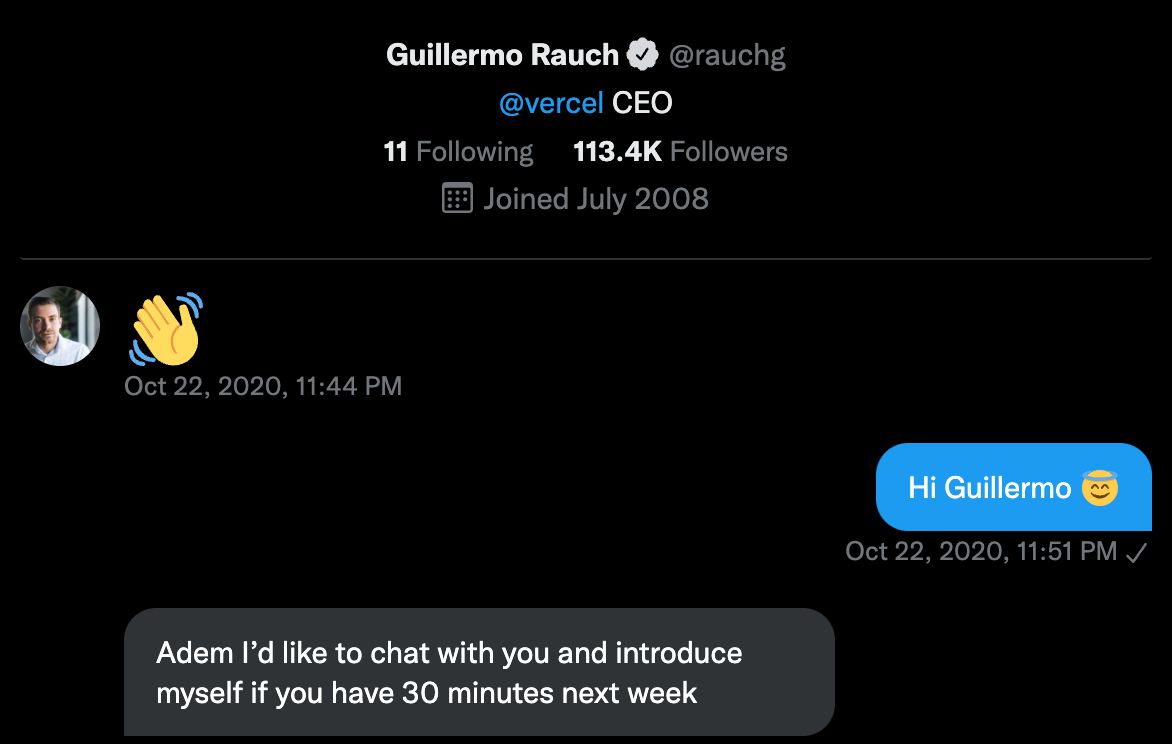 Guillermo Rauch @rauchg
@vercel CEO
11 Following 113.4K Followers
Joined July 2008
👋
Oct 22, 2020, 11:44 PM
Hi Guillermo 😇
Oct 22, 2020, 11:51 PM ✓
Adem I’d like to chat with you and introduce
myself if you have 30 minutes next week